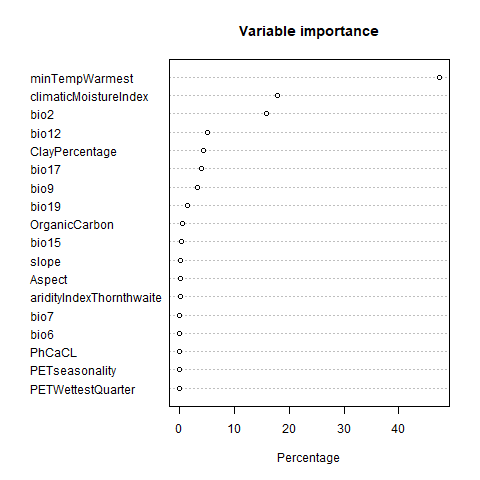 Variable importance
minTempWarmest
climaticMoistureIndex
bio2
bio12
ClayPercentage
bio17
bio9
bio19
OrganicCarbon
bio15
slope
Aspect
aridityIndexThornthwaite
bio7
bio6
PhCaCL
PETseasonality
PETWettestQuarter
0 10 20 30 40
Percentage